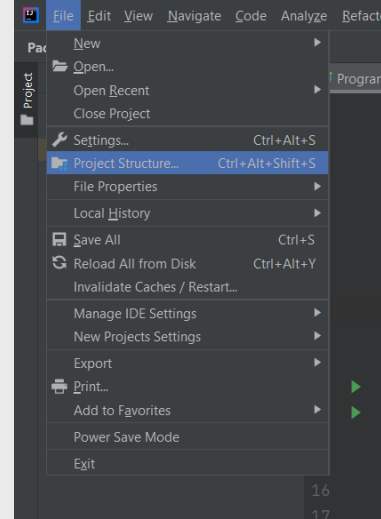 File Edit View Navigate Code Analyze Refact
Pac
Project
Program
New
Open...
Open Recent
Close Project
Settings... Ctrl+Alt+S
Project Structure... Ctrl+Alt+Shift+S
File Properties
Local History
Save All Ctrl+S
Reload All from Disk Ctrl+Alt+Y
Invalidate Caches / Restart...
Manage IDE Settings
New Projects Settings
Export
Print...
Add to Favorites
Power Save Mode
Exit
16
17